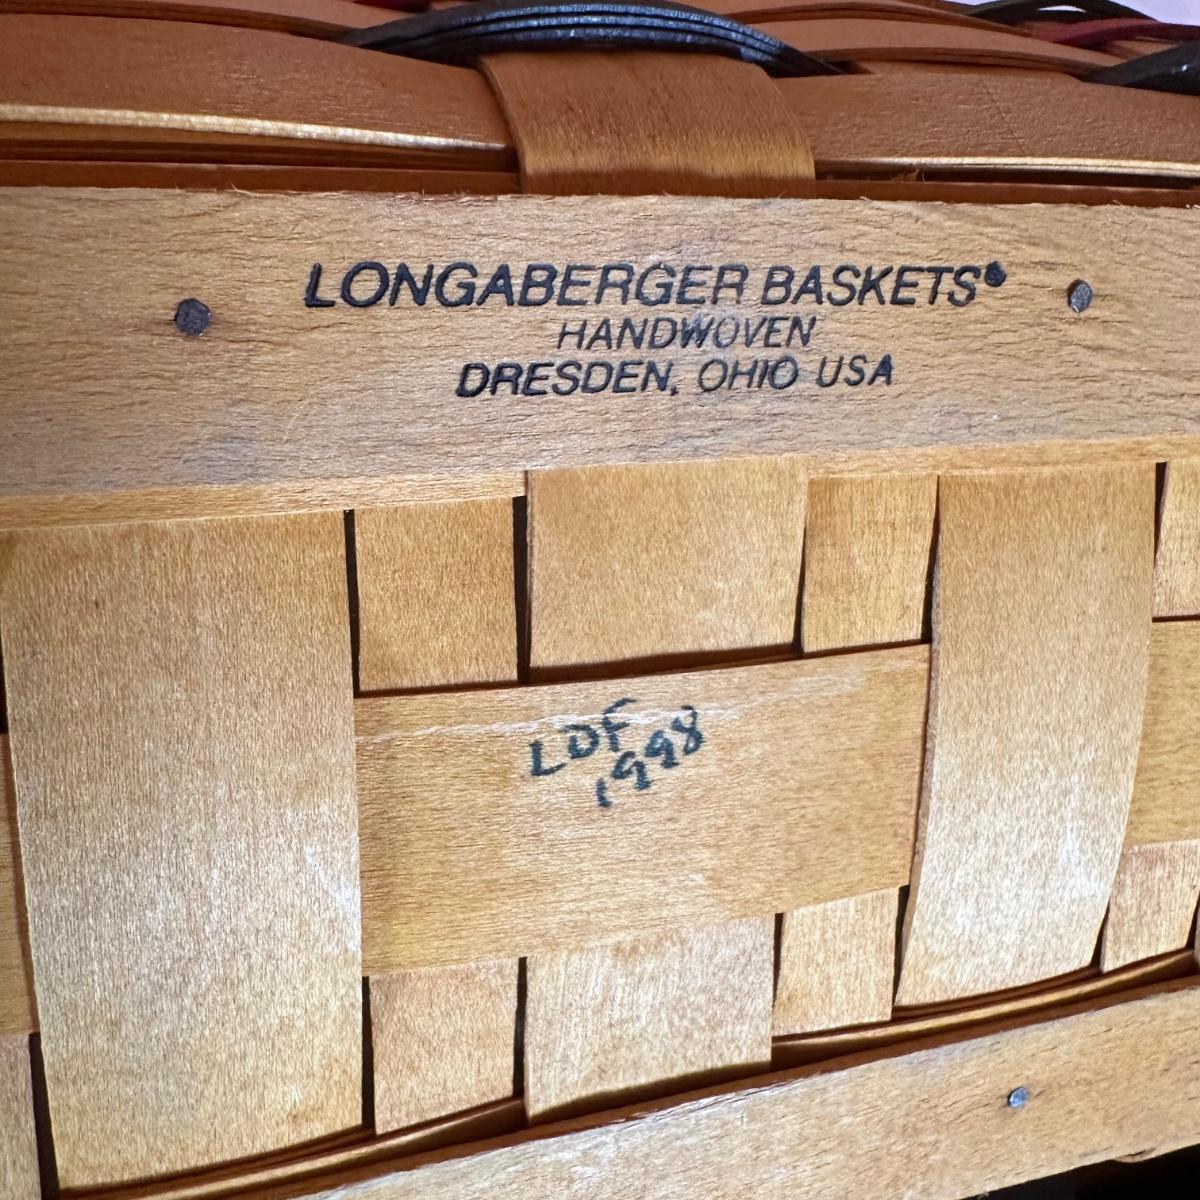 LONGABERGER BASKETS®
HANDWOVEN
DRESDEN, OHIO USA
LDF
1998